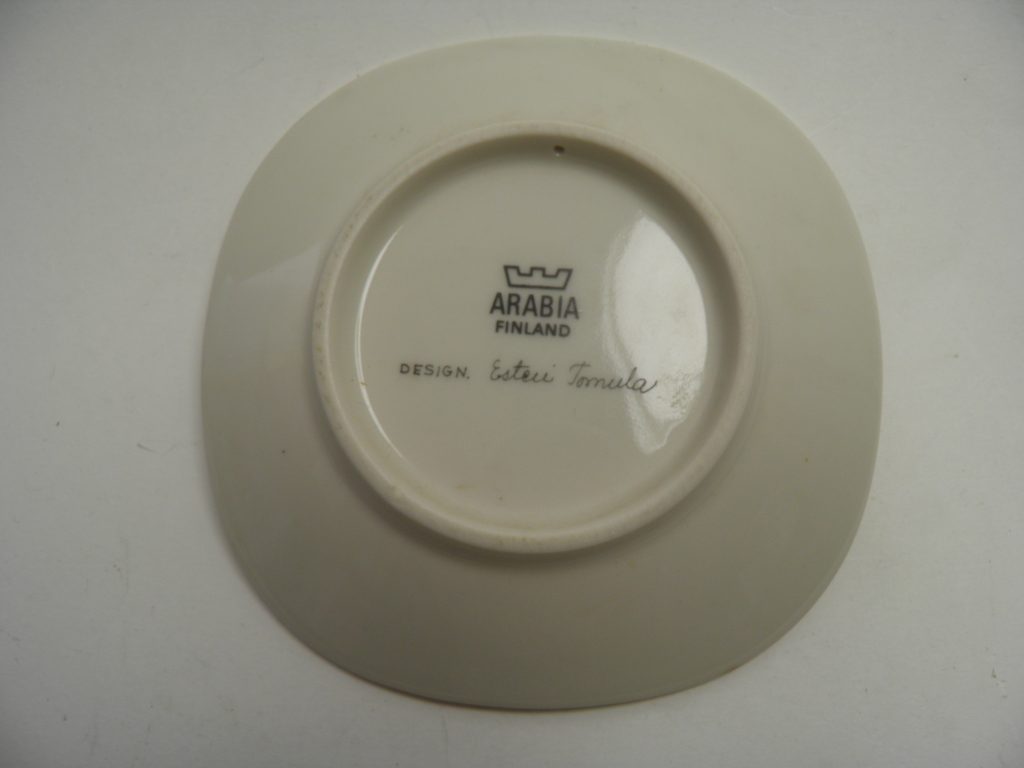 ARABIA
FINLAND
DESIGN. Esteri Tomula